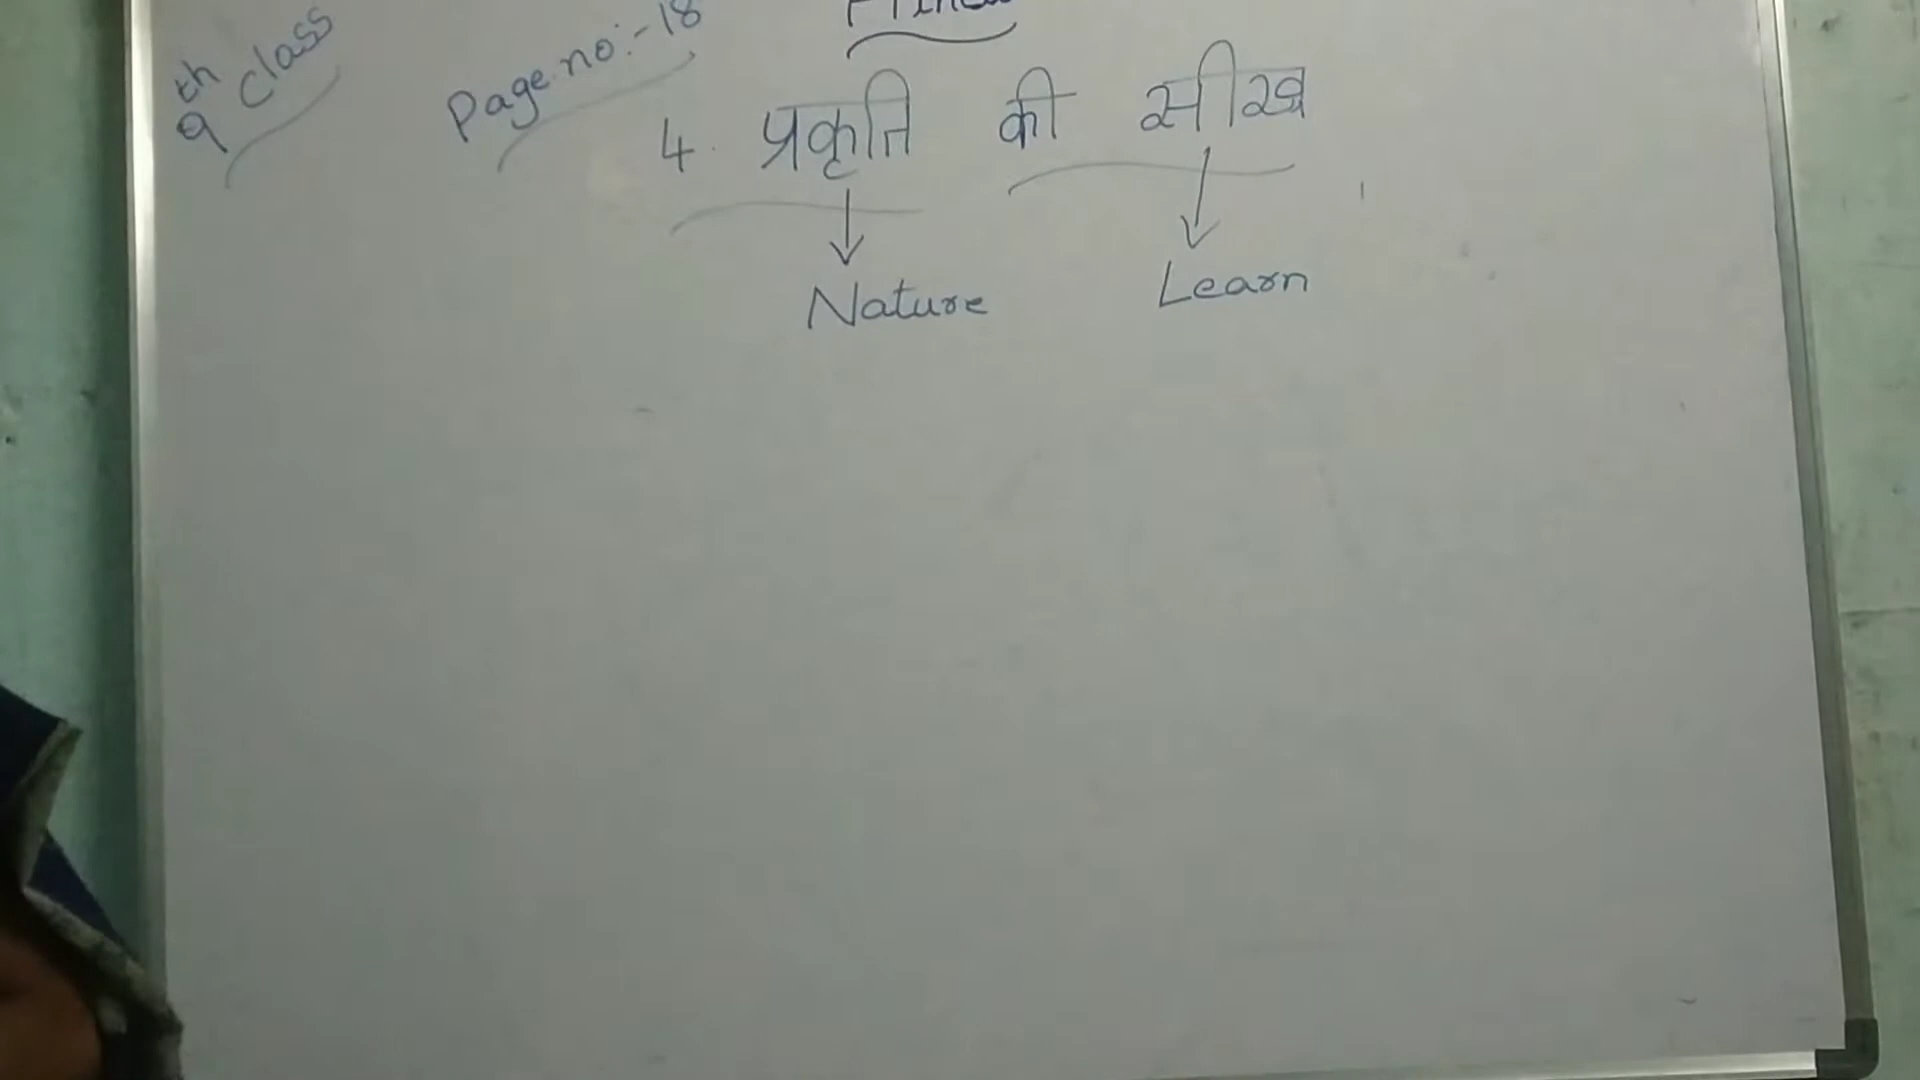 9th Class
Page no:-18
4. प्रकृति की सीख
Nature Learn